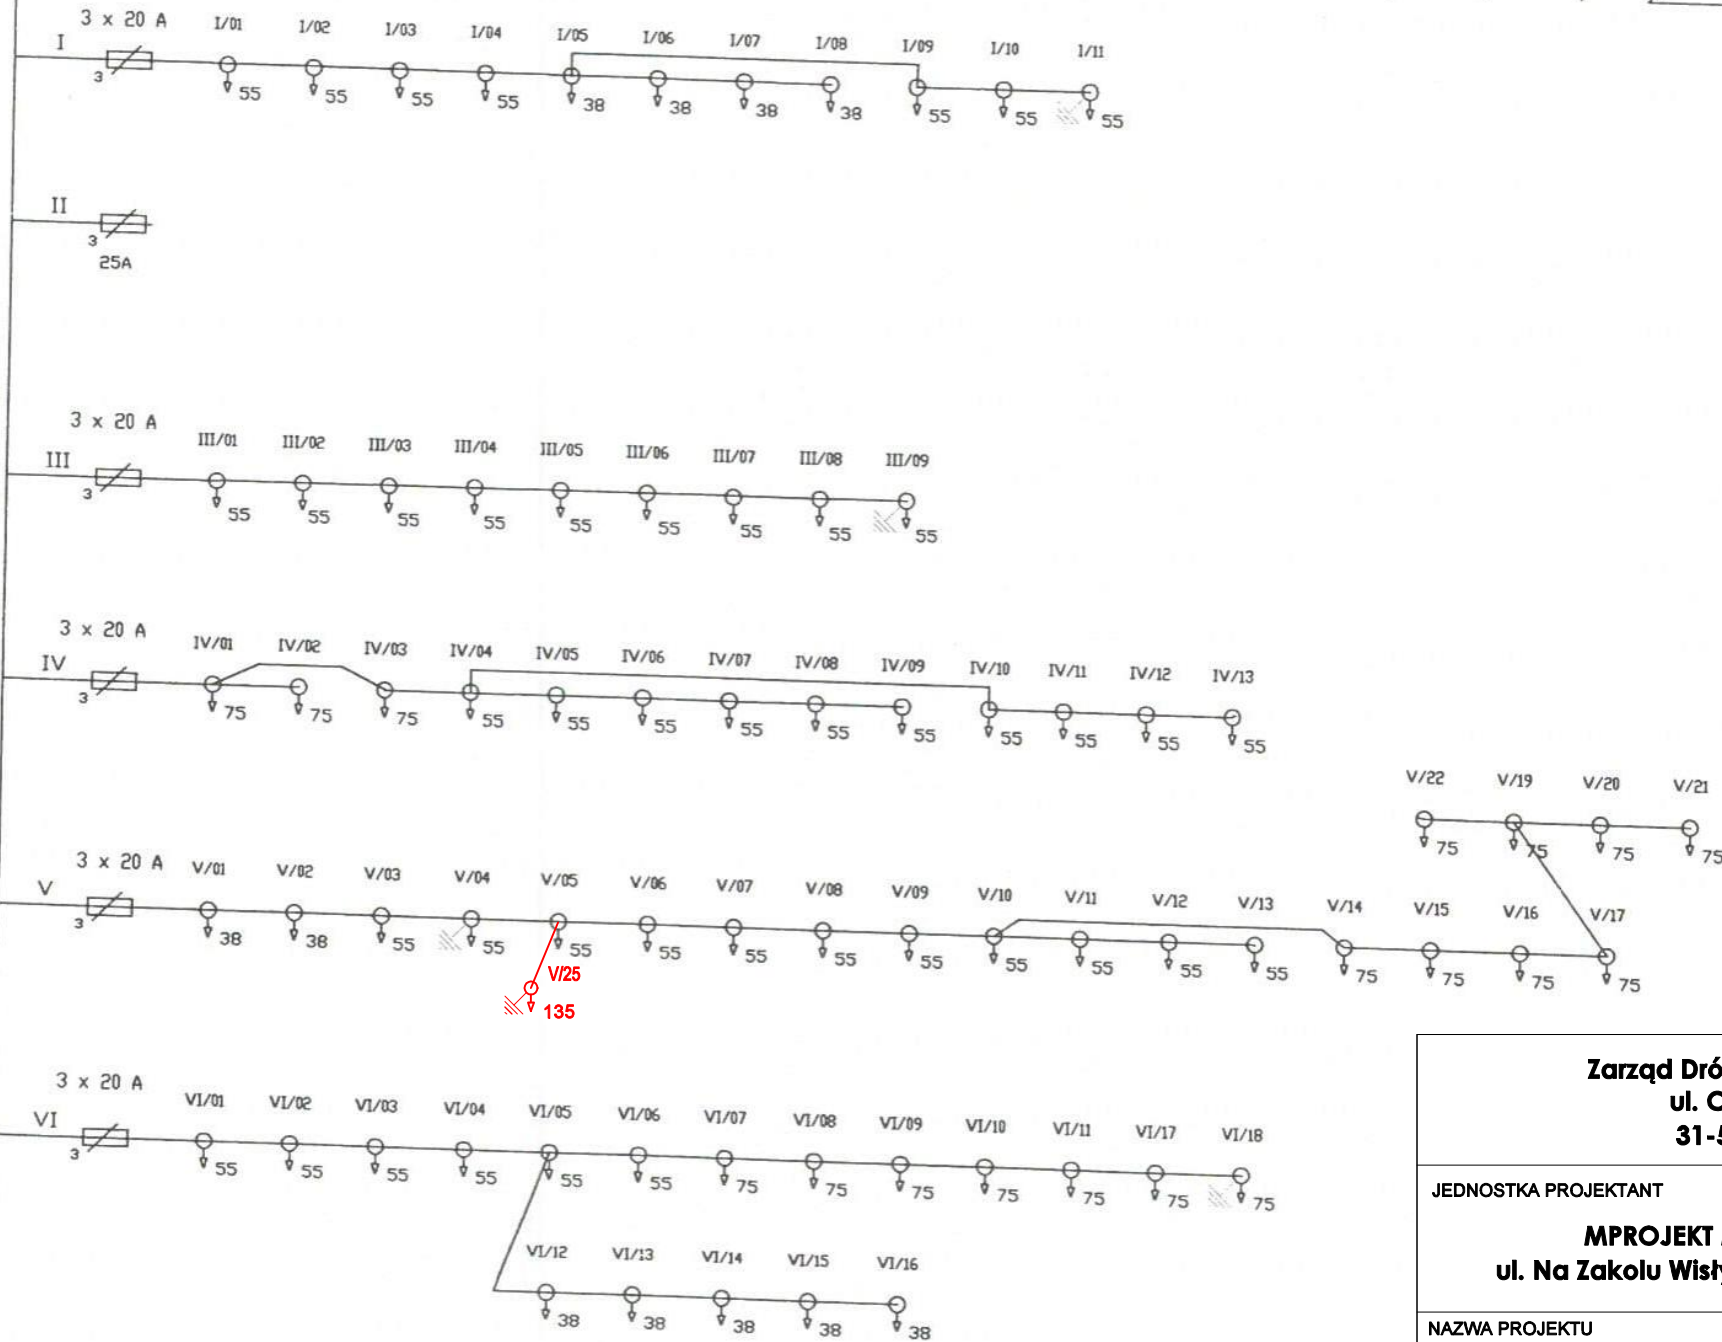 3 x 20 A
I/01 I/02 I/03 I/04 I/05 I/06 I/07 I/08 I/09 I/10 I/11
I
3
55 55 55 55 38 38 38 38 55 55 55
II
3
25A
3 x 20 A
III/01 III/02 III/03 III/04 III/05 III/06 III/07 III/08 III/09
III
3
55 55 55 55 55 55 55 55 55
3 x 20 A
IV/01 IV/02 IV/03 IV/04 IV/05 IV/06 IV/07 IV/08 IV/09 IV/10 IV/11 IV/12 IV/13
IV
3
75 75 75 55 55 55 55 55 55 55 55 55 55
V/22 V/19 V/20 V/21
75 75 75 75
3 x 20 A
V/01 V/02 V/03 V/04 V/05 V/06 V/07 V/08 V/09 V/10 V/11 V/12 V/13 V/14 V/15 V/16 V/17
V
3
38 38 55 55 55 55 55 55 55 55 55 55 55 75 75 75 75
V/25
135
3 x 20 A
VI/01 VI/02 VI/03 VI/04 VI/05 VI/06 VI/07 VI/08 VI/09 VI/10 VI/11 VI/17 VI/18
VI
3
55 55 55 55 55 55 75 75 75 75 75 75 75
VI/12 VI/13 VI/14 VI/15 VI/16
38 38 38 38 38
Zarząd Dró
ul. C
31-5
JEDNOSTKA PROJEKTANT
MPROJEKT
ul. Na Zakolu Wisły
NAZWA PROJEKTU